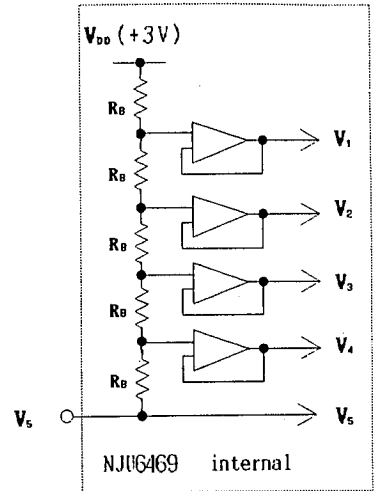 VDD (+3V)
RB
V1
RB
V2
RB
V3
RB
V4
RB
V5 V5
NJU6469 internal